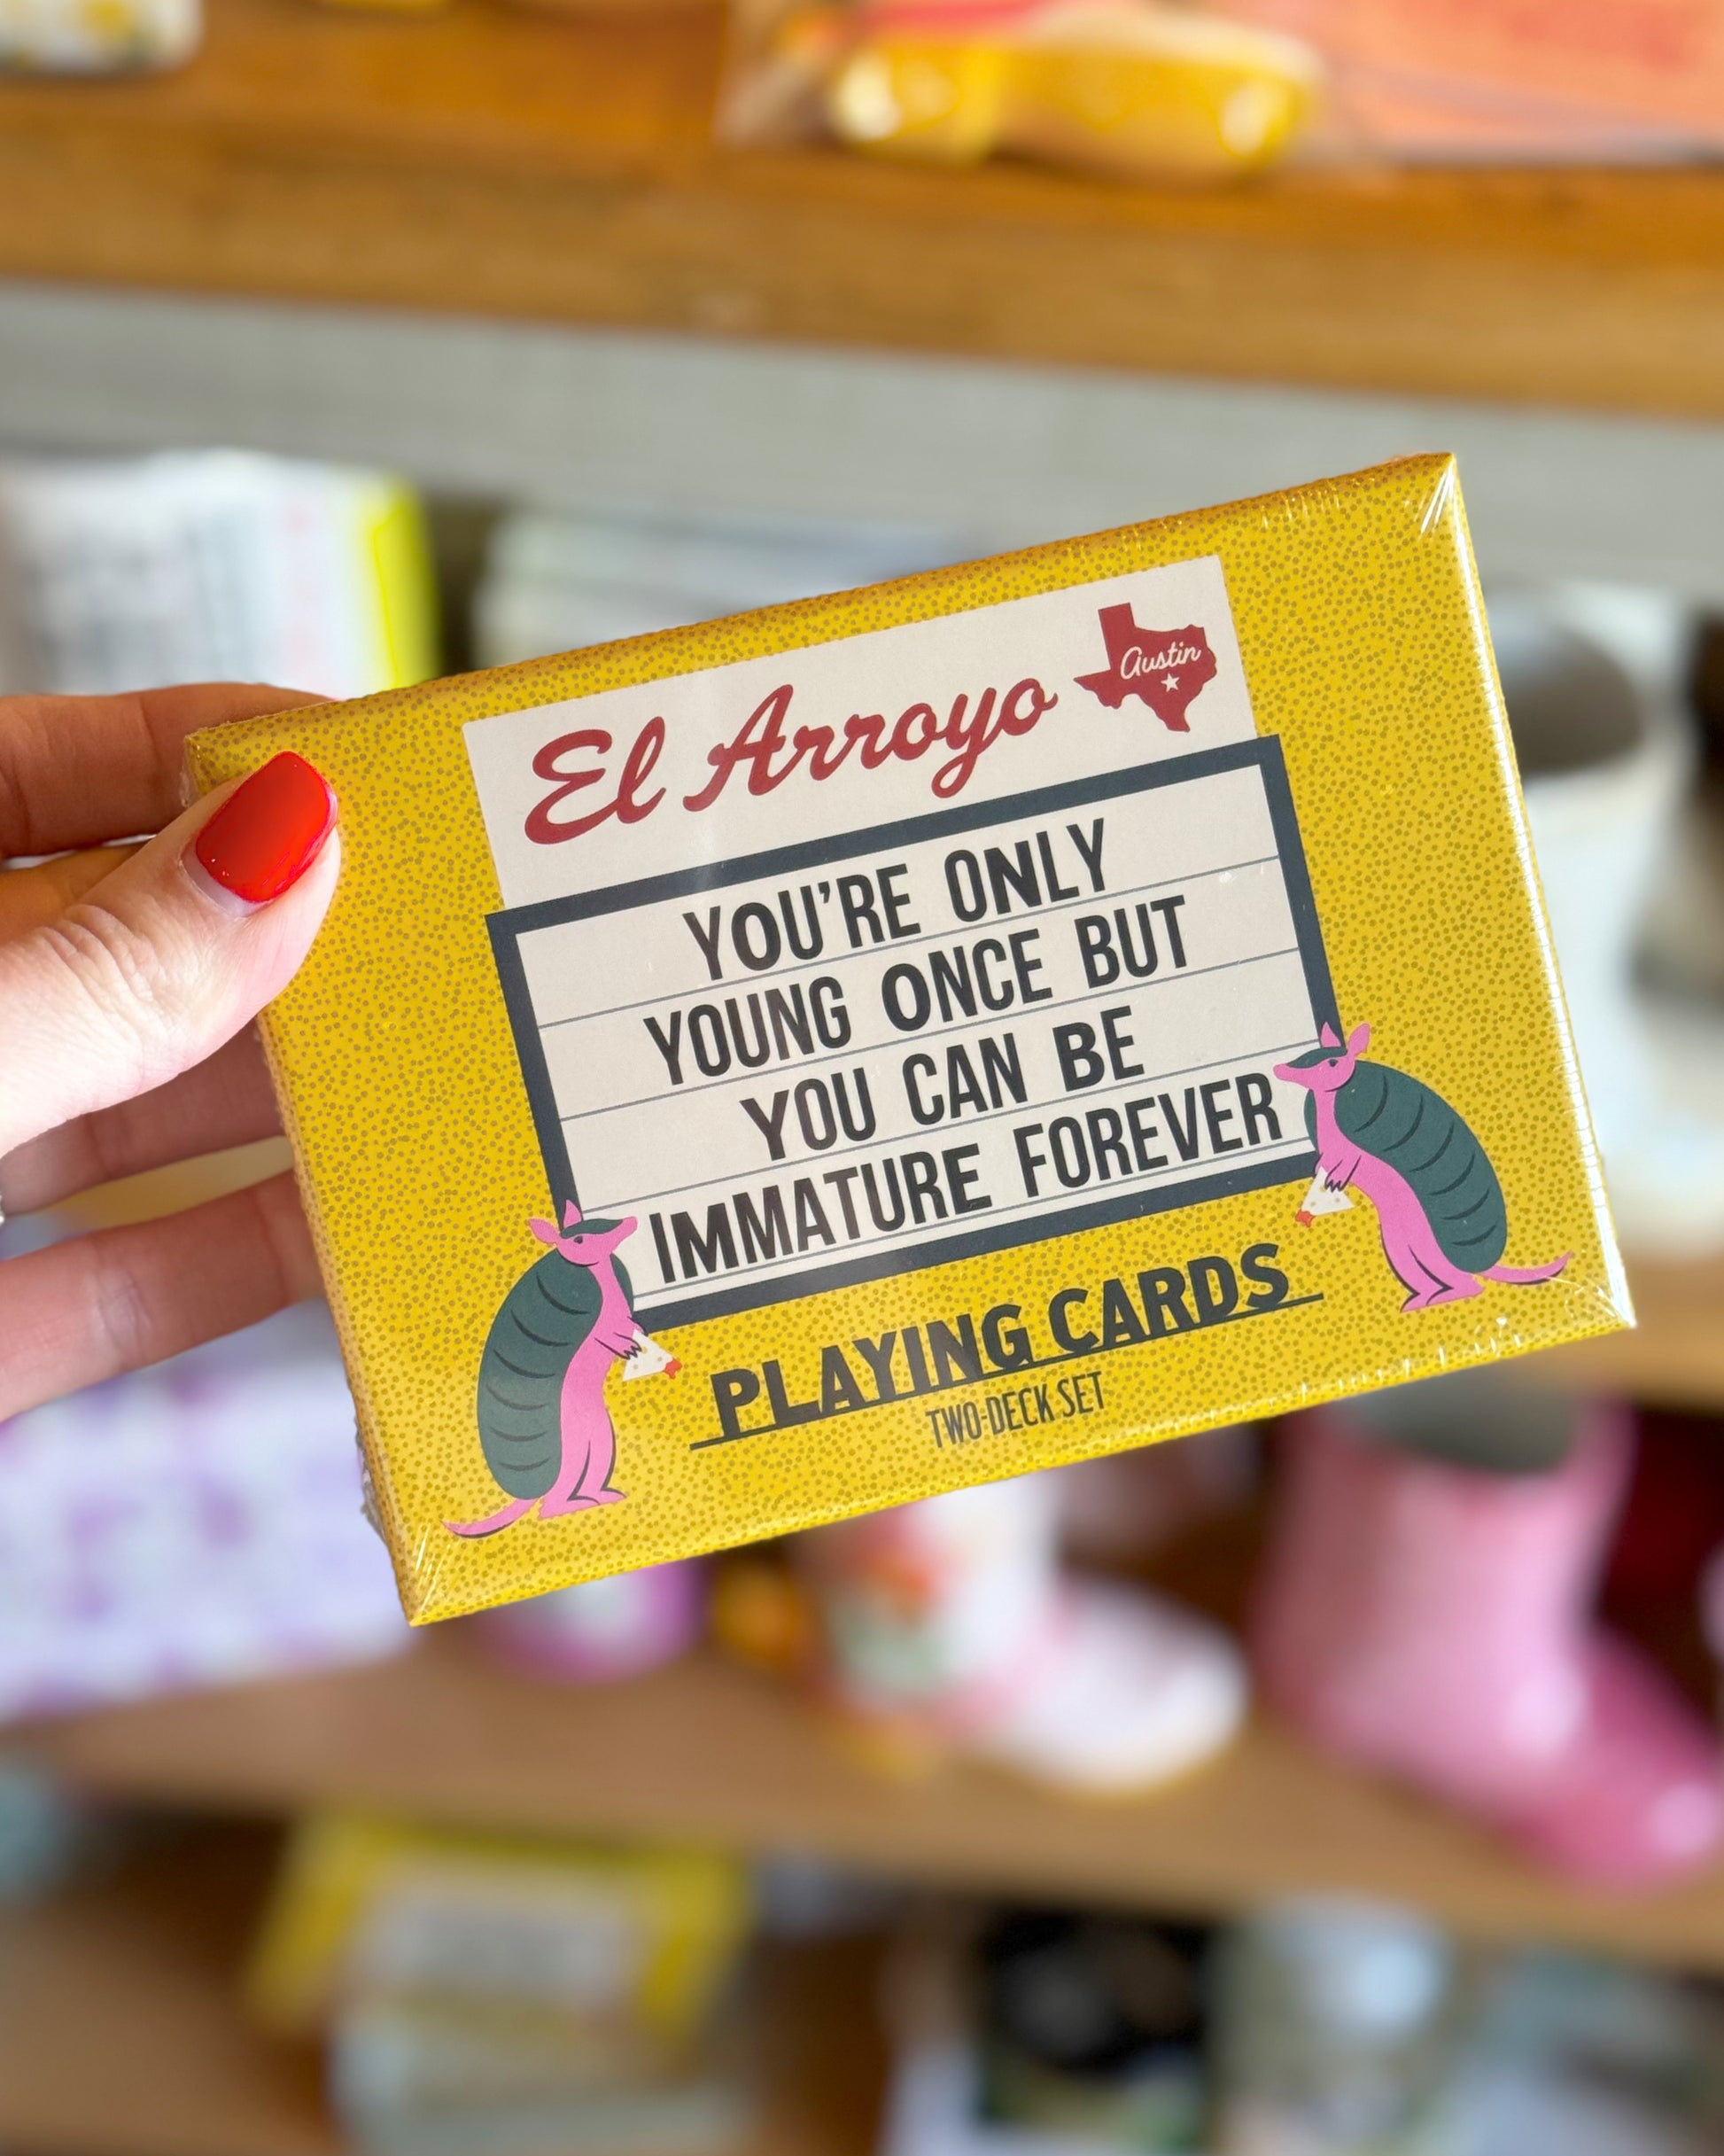 El Arroyo
Austin
YOU'RE ONLY
YOUNG ONCE BUT
YOU CAN BE
IMMATURE FOREVER
PLAYING CARDS
TWO-DECK SET